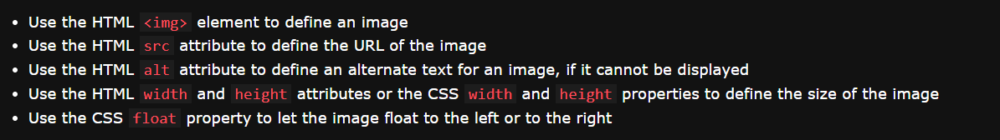 Use the HTML <img> element to define an image
Use the HTML src attribute to define the URL of the image
Use the HTML alt attribute to define an alternate text for an image, if it cannot be displayed
Use the HTML width and height attributes or the CSS width and height properties to define the size of the image
Use the CSS float property to let the image float to the left or to the right